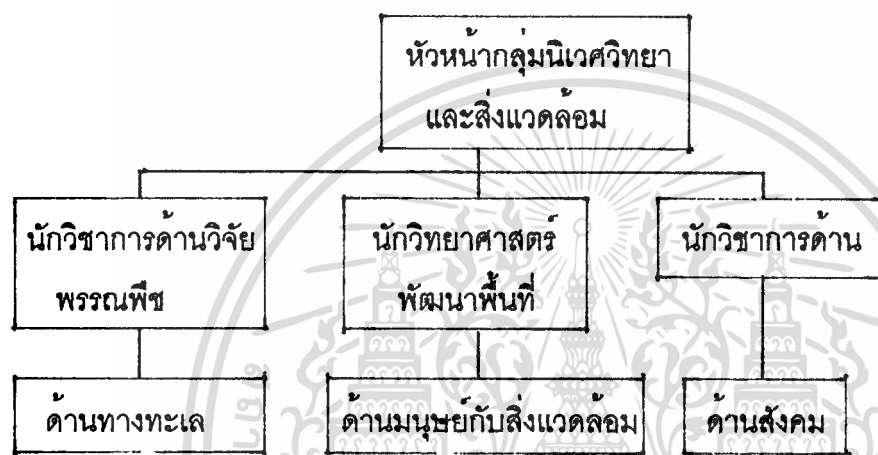 หัวหน้ากลุ่มนิเวศวิทยา
และสิ่งแวดล้อม
นักวิชาการด้านวิจัย
พรรณพืช
นักวิทยาศาสตร์
พัฒนาพื้นที่
นักวิชาการด้าน
ด้านทางทะเล
ด้านมนุษย์กับสิ่งแวดล้อม
ด้านสังคม